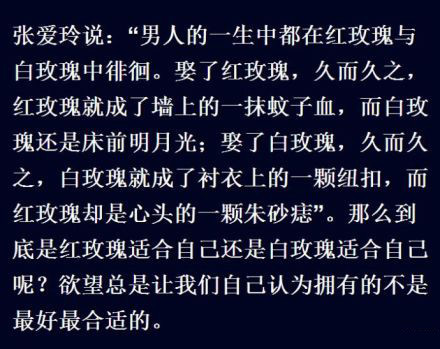 张爱玲说：“男人的一生中都在红玫瑰与
白玫瑰中徘徊。娶了红玫瑰，久而久之，
红玫瑰就成了墙上的一抹蚊子血，而白玫
瑰还是床前明月光；娶了白玫瑰，久而久
之，白玫瑰就成了衬衣上的一颗纽扣，而
红玫瑰却是心头的一颗朱砂痣”。那么到
底是红玫瑰适合自己还是白玫瑰适合自己
呢？欲望总是让我们自己认为拥有的不是
最好最合适的。